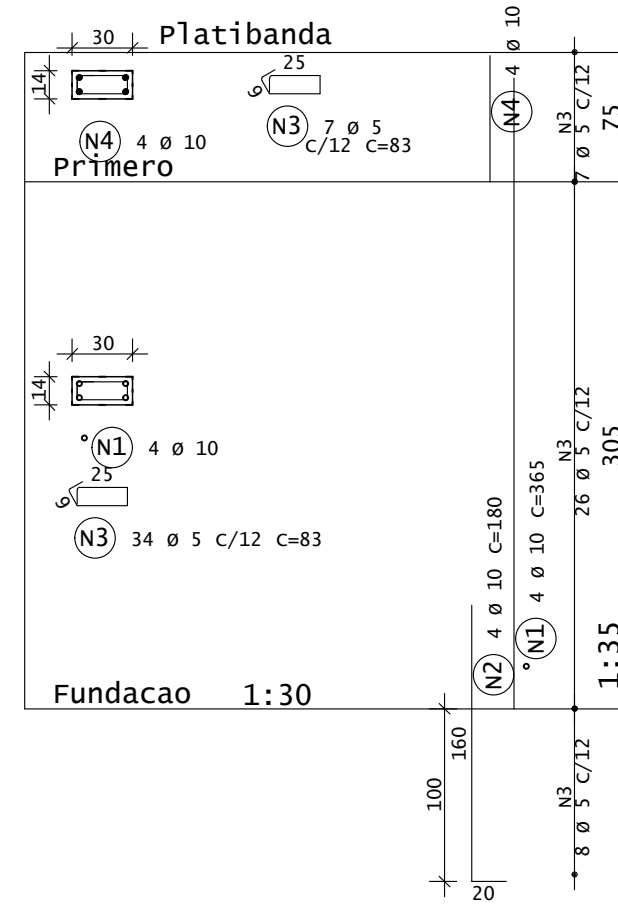 Platibanda
30
14
25
9
N4 4 Ø 10
N3 7 Ø 5
C/12 C=83
Primero
N4 4 Ø 10
N3
7 Ø 5 C/12
75
30
14
N1 4 Ø 10
25
9
N3 34 Ø 5 C/12 C=83
N2 4 Ø 10 C=180
N1 4 Ø 10 C=365
N3
26 Ø 5 C/12
305
1:35
Fundacao 1:30
100
160
20
N3
8 Ø 5 C/12